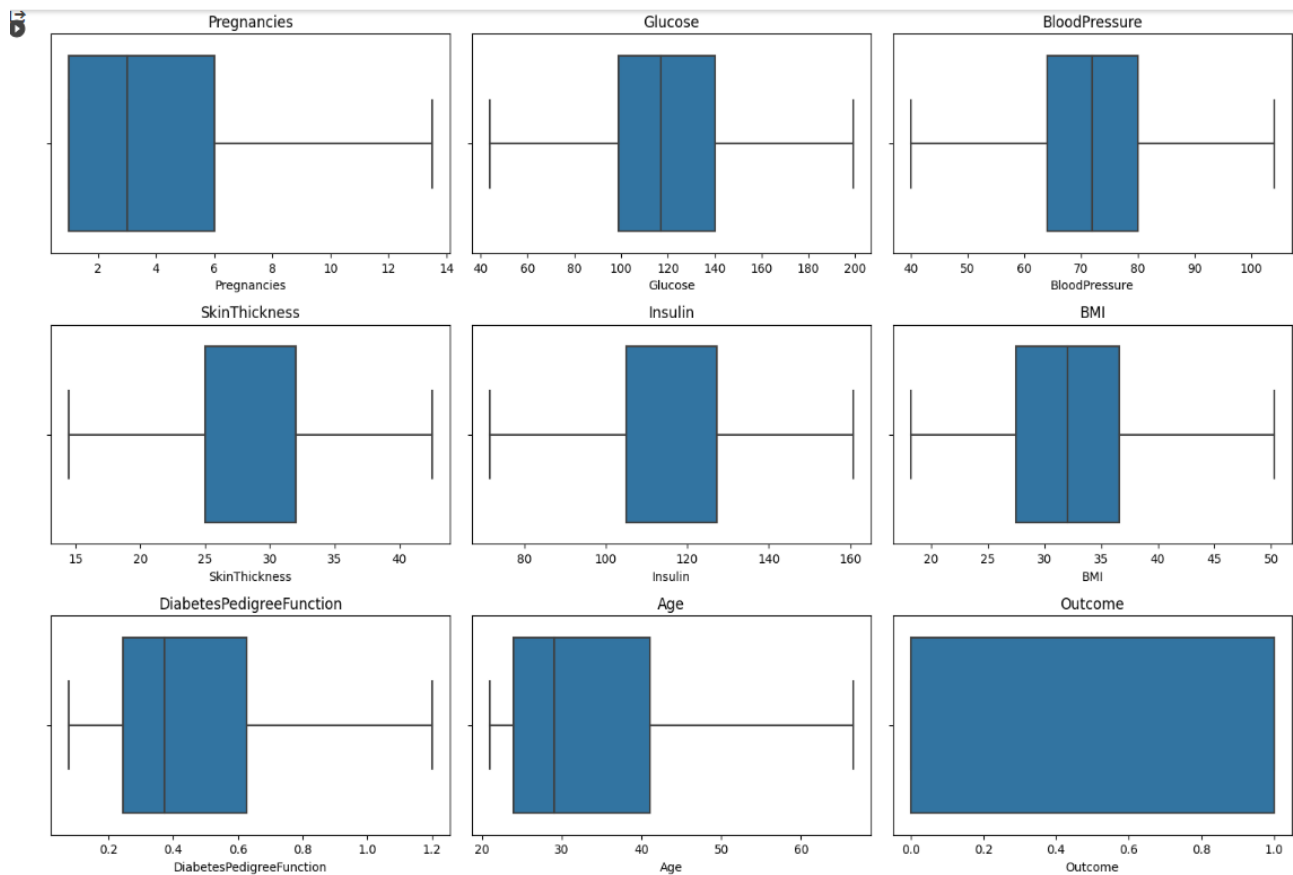 Pregnancies
Glucose
BloodPressure
2 4 6 8 10 12 14
40 60 80 100 120 140 160 180 200
40 50 60 70 80 90 100
Pregnancies
Glucose
BloodPressure
SkinThickness
Insulin
BMI
15 20 25 30 35 40
80 100 120 140 160
20 25 30 35 40 45 50
SkinThickness
Insulin
BMI
DiabetesPedigreeFunction
Age
Outcome
0.2 0.4 0.6 0.8 1.0 1.2
20 30 40 50 60
0.0 0.2 0.4 0.6 0.8 1.0
DiabetesPedigreeFunction
Age
Outcome